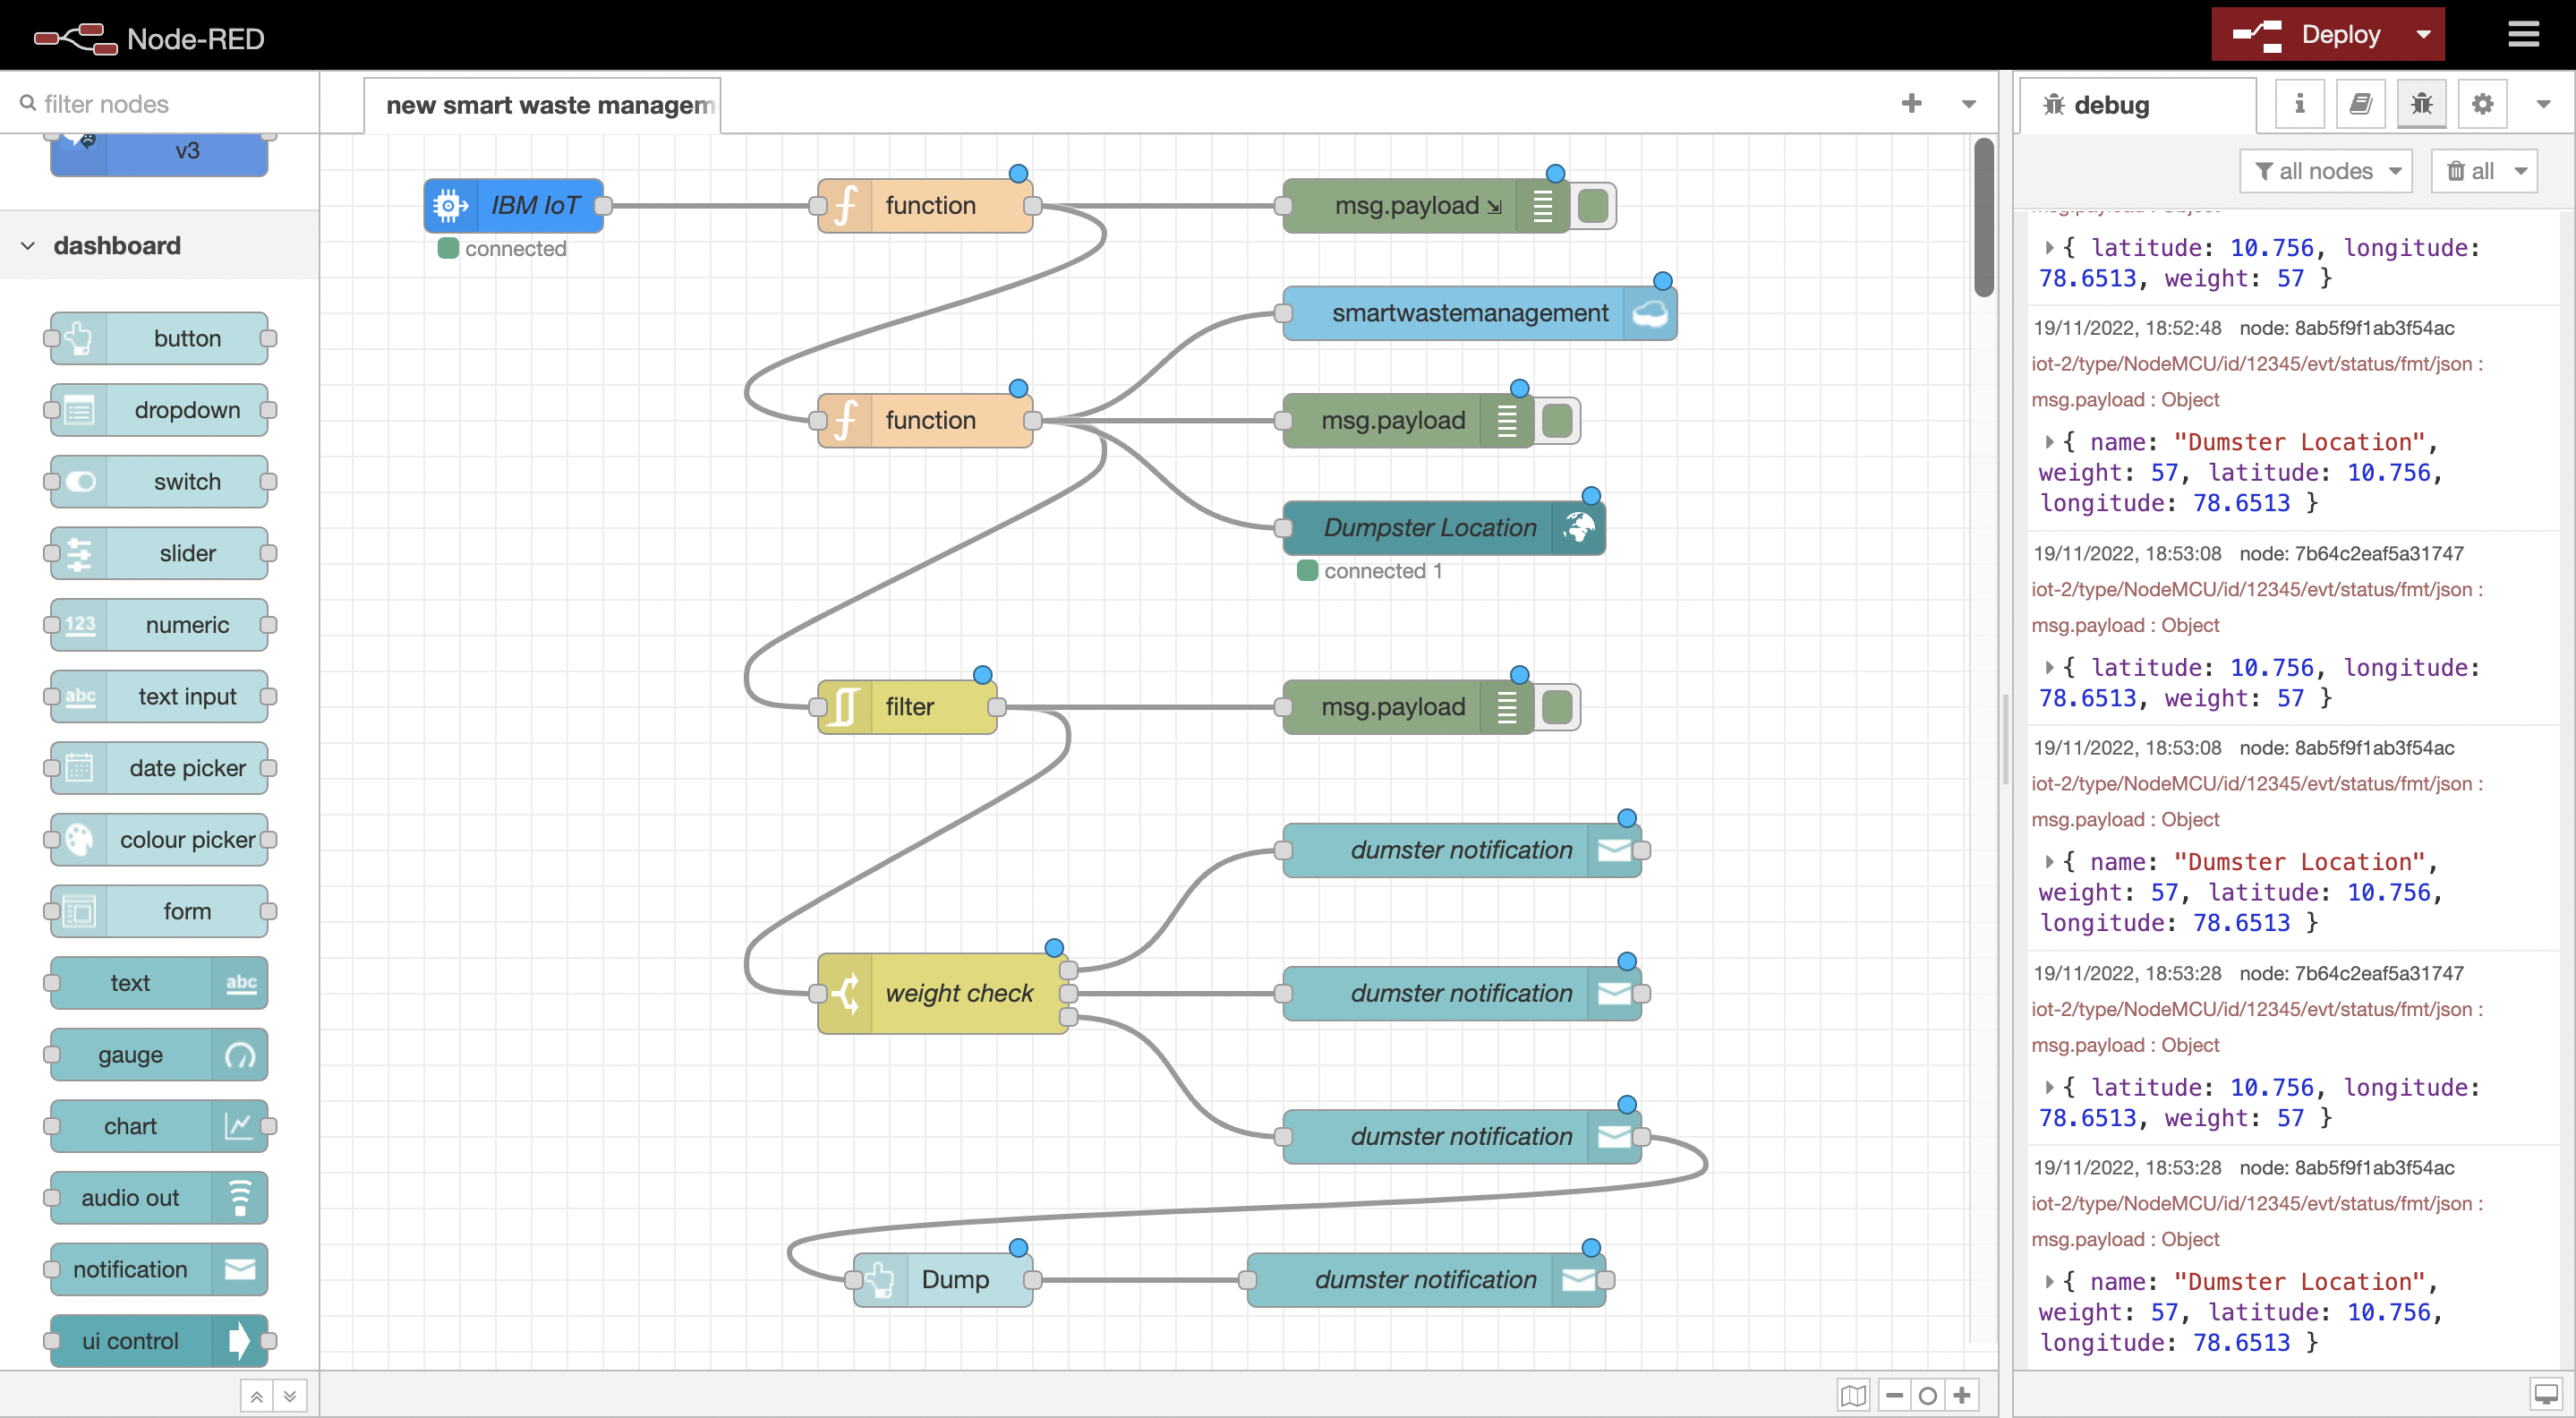 Node-RED
Deploy
filter nodes
new smart waste managem
debug
all nodes
all
v3
dashboard
button
dropdown
switch
slider
123
numeric
abc
text input
date picker
colour picker
form
text
abc
gauge
chart
audio out
notification
ui control
IBM IoT
connected
function
msg.payload
smartwastemanagement
function
msg.payload
Dumpster Location
connected 1
filter
msg.payload
dumster notification
weight check
dumster notification
dumster notification
Dump
dumster notification
msg.payload : Object
{ latitude: 10.756, longitude:
78.6513, weight: 57 }
19/11/2022, 18:52:48 node: 8ab5f9f1ab3f54ac
iot-2/type/NodeMCU/id/12345/evt/status/fmt/json :
msg.payload : Object
{ name: "Dumster Location",
weight: 57, latitude: 10.756,
longitude: 78.6513 }
19/11/2022, 18:53:08 node: 7b64c2eaf5a31747
iot-2/type/NodeMCU/id/12345/evt/status/fmt/json :
msg.payload : Object
{ latitude: 10.756, longitude:
78.6513, weight: 57 }
19/11/2022, 18:53:08 node: 8ab5f9f1ab3f54ac
iot-2/type/NodeMCU/id/12345/evt/status/fmt/json :
msg.payload : Object
{ name: "Dumster Location",
weight: 57, latitude: 10.756,
longitude: 78.6513 }
19/11/2022, 18:53:28 node: 7b64c2eaf5a31747
iot-2/type/NodeMCU/id/12345/evt/status/fmt/json :
msg.payload : Object
{ latitude: 10.756, longitude:
78.6513, weight: 57 }
19/11/2022, 18:53:28 node: 8ab5f9f1ab3f54ac
iot-2/type/NodeMCU/id/12345/evt/status/fmt/json :
msg.payload : Object
{ name: "Dumster Location",
weight: 57, latitude: 10.756,
longitude: 78.6513 }